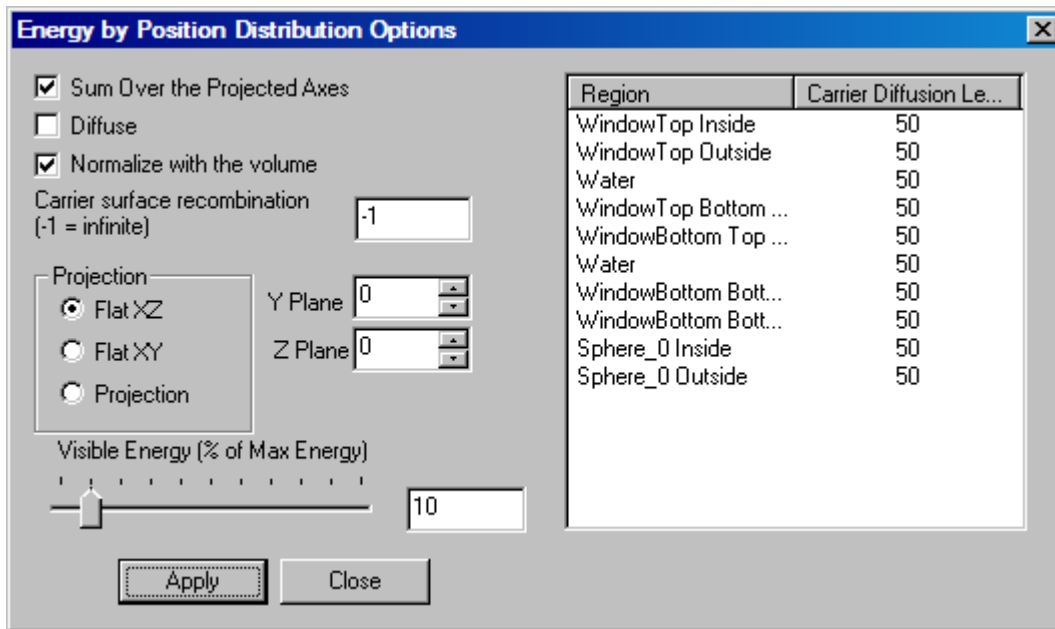 Energy by Position Distribution Options
Sum Over the Projected Axes
Diffuse
Normalize with the volume
Carrier surface recombination
(-1 = infinite)
-1
Projection
Flat XZ
Flat XY
Projection
Y Plane 0
Z Plane 0
Visible Energy (% of Max Energy)
10
Apply
Close
Region Carrier Diffusion Le...
WindowTop Inside 50
WindowTop Outside 50
Water 50
WindowTop Bottom ... 50
WindowBottom Top ... 50
Water 50
WindowBottom Bott... 50
WindowBottom Bott... 50
Sphere_0 Inside 50
Sphere_0 Outside 50